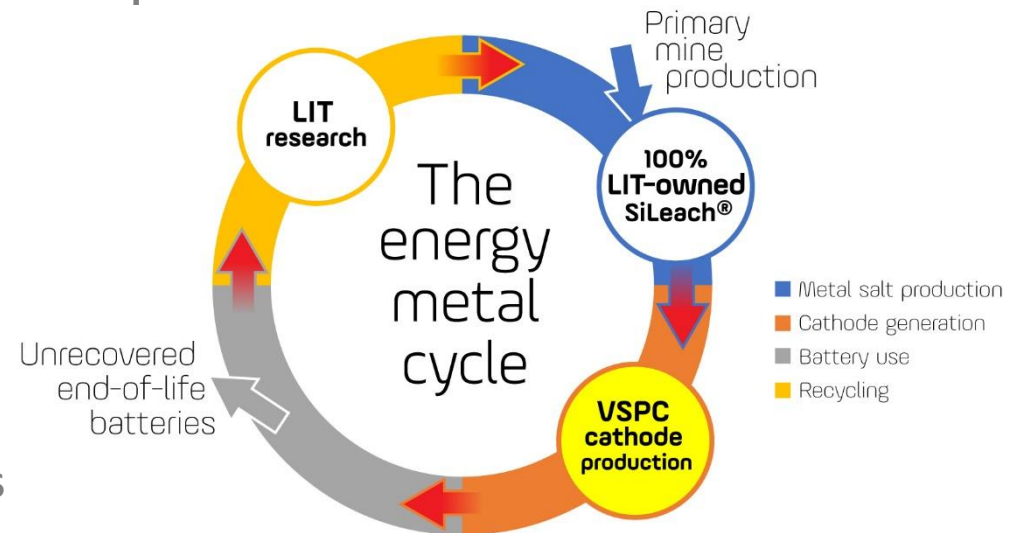 Primary
mine
production
LIT
research
100%
LIT-owned
SiLeach®
The
energy
metal
cycle
Metal salt production
Cathode generation
Battery use
Recycling
Unrecovered
end-of-life
batteries
VSPC
cathode
production
s